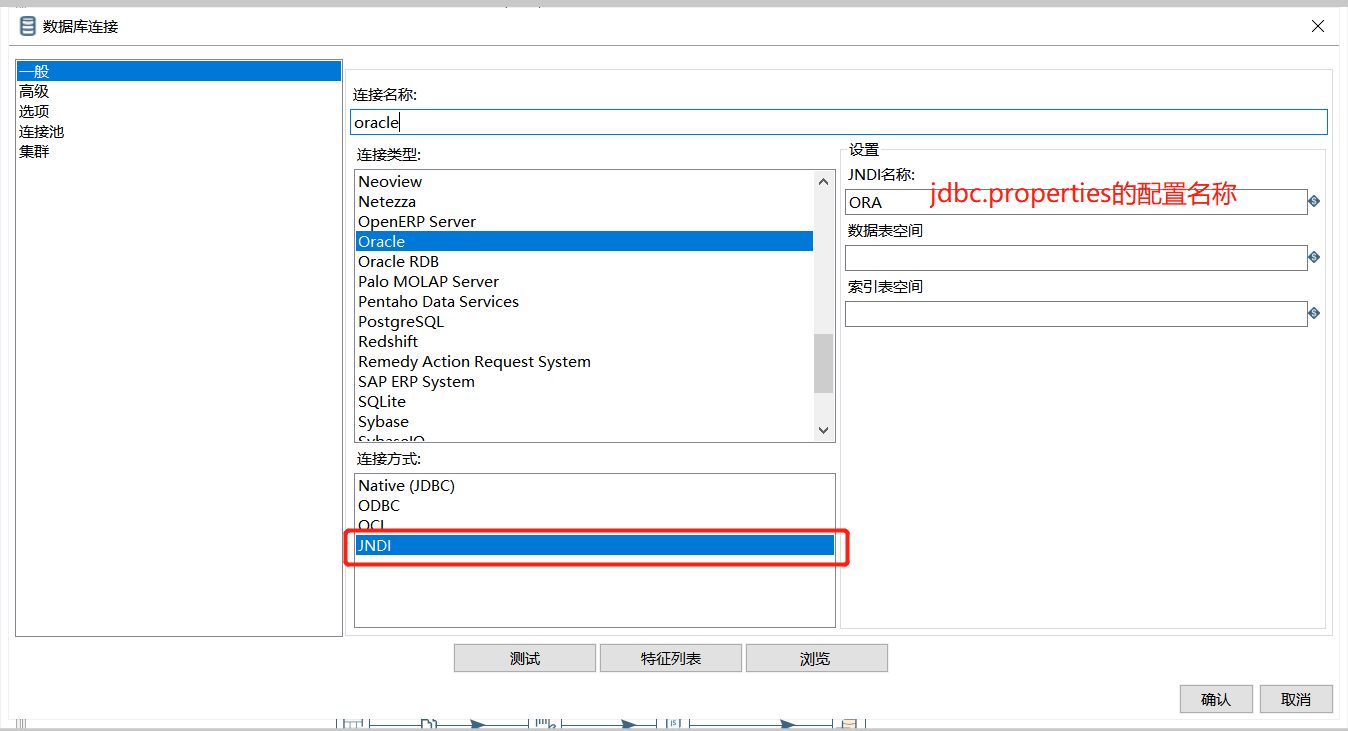 数据库连接
一般
高级
选项
连接池
集群
连接名称:
oracle
连接类型:
Neoview
Netezza
OpenERP Server
Oracle
Oracle RDB
Palo MOLAP Server
Pentaho Data Services
PostgreSQL
Redshift
Remedy Action Request System
SAP ERP System
SQLite
Sybase
SybaseIQ
连接方式:
Native (JDBC)
ODBC
OCI
JNDI
设置
JNDI名称:
ORA
jdbc.properties的配置名称
数据表空间
索引表空间
测试
特征列表
浏览
确认
取消